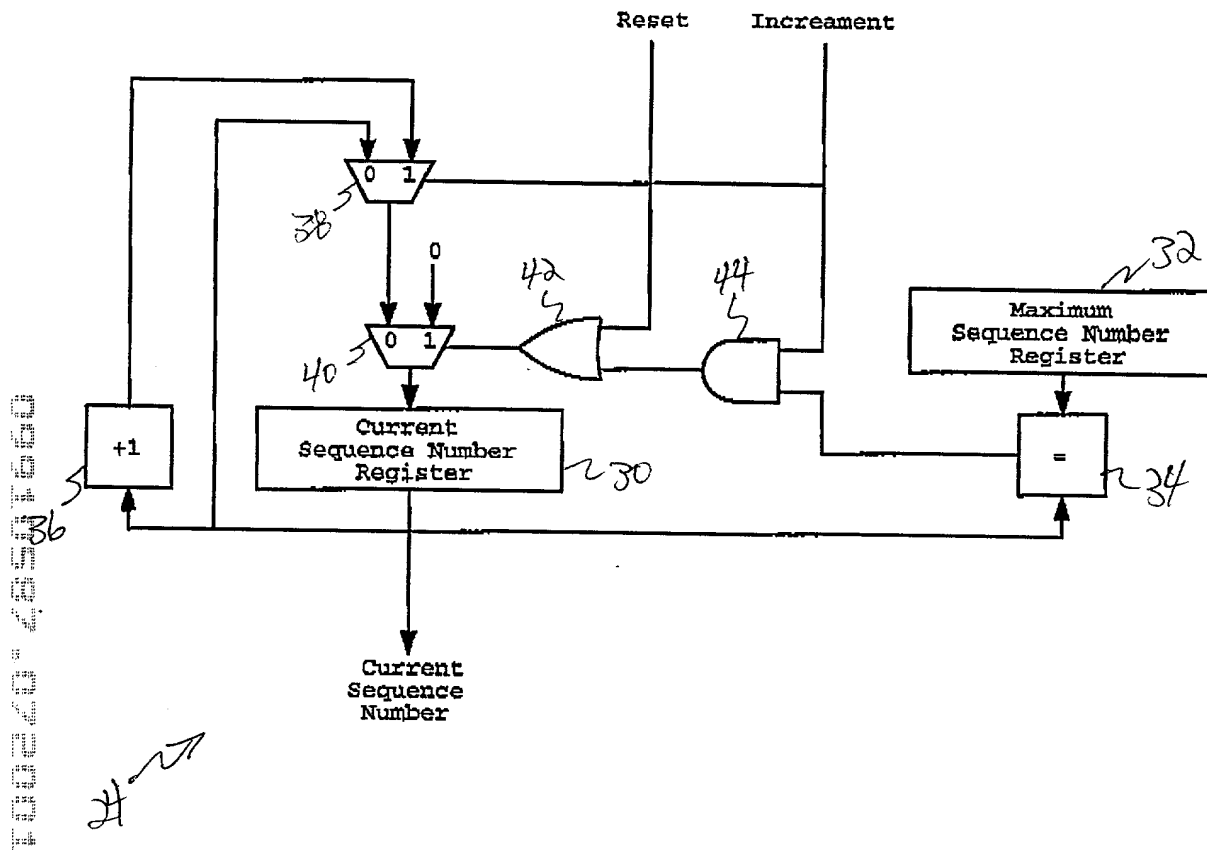 Reset
Increament
0 1
38
0
42
44
32
0 1
40
Maximum
Sequence Number
Register
+1
Current
Sequence Number
Register
30
=
34
36
Current
Sequence
Number
24